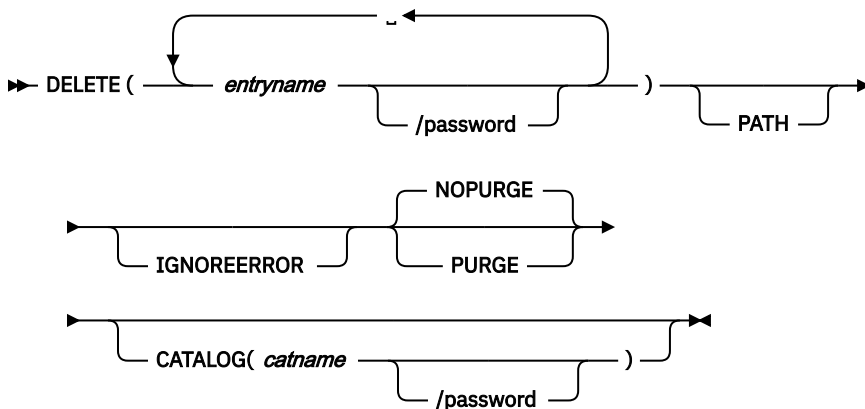 DELETE ( entryname /password ) PATH
IGNOREERROR NOPURGE PURGE
CATALOG( catname /password )